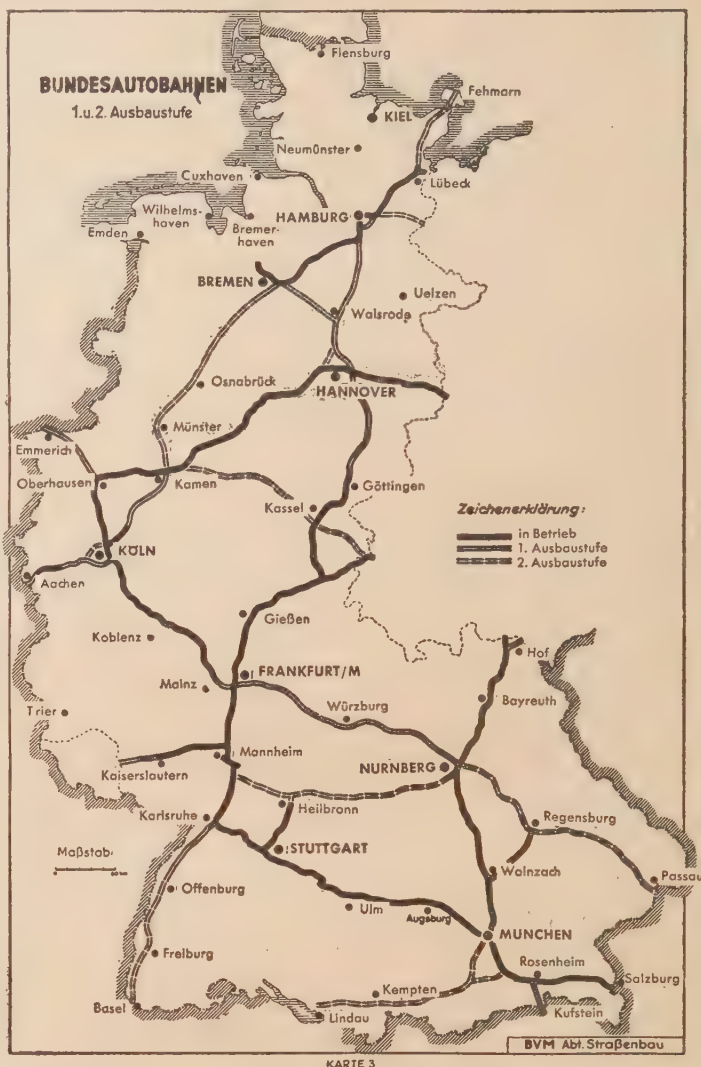 BUNDESAUTOBAHNEN
1.u.2. Ausbaustufe
Flensburg
Fehmarn
KIEL
Neumünster
Cuxhaven
Lübeck
Wilhelms-
haven
Bremer-
haven
HAMBURG
Emden
BREMEN
Uelzen
Walsrode
Osnabrück
HANNOVER
Münster
Emmerich
Oberhausen
Kamen
Göttingen
Kassel
Zeichenerklärung:
in Betrieb
1. Ausbaustufe
2. Ausbaustufe
KÖLN
Aachen
Gießen
Koblenz
Hof
FRANKFURT/M
Mainz
Bayreuth
Trier
Würzburg
Mannheim
NURNBERG
Kaiserslautern
Heilbronn
Karlsruhe
Regensburg
STUTTGART
Maßstab:
Wolnzach
Passau
Offenburg
Ulm
Augsburg
MUNCHEN
Freiburg
Rosenheim
Salzburg
Kempten
Basel
Lindau
Kufstein
BVM Abt. Straßenbau
KARTE 3